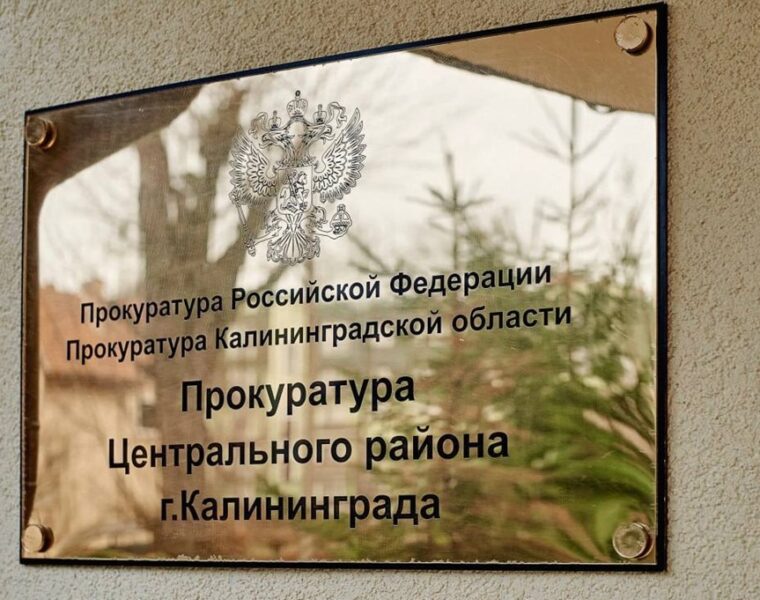 Прокуратура Российской Федерации
Прокуратура Калининградской области
Прокуратура
Центрального района
г.Калининграда